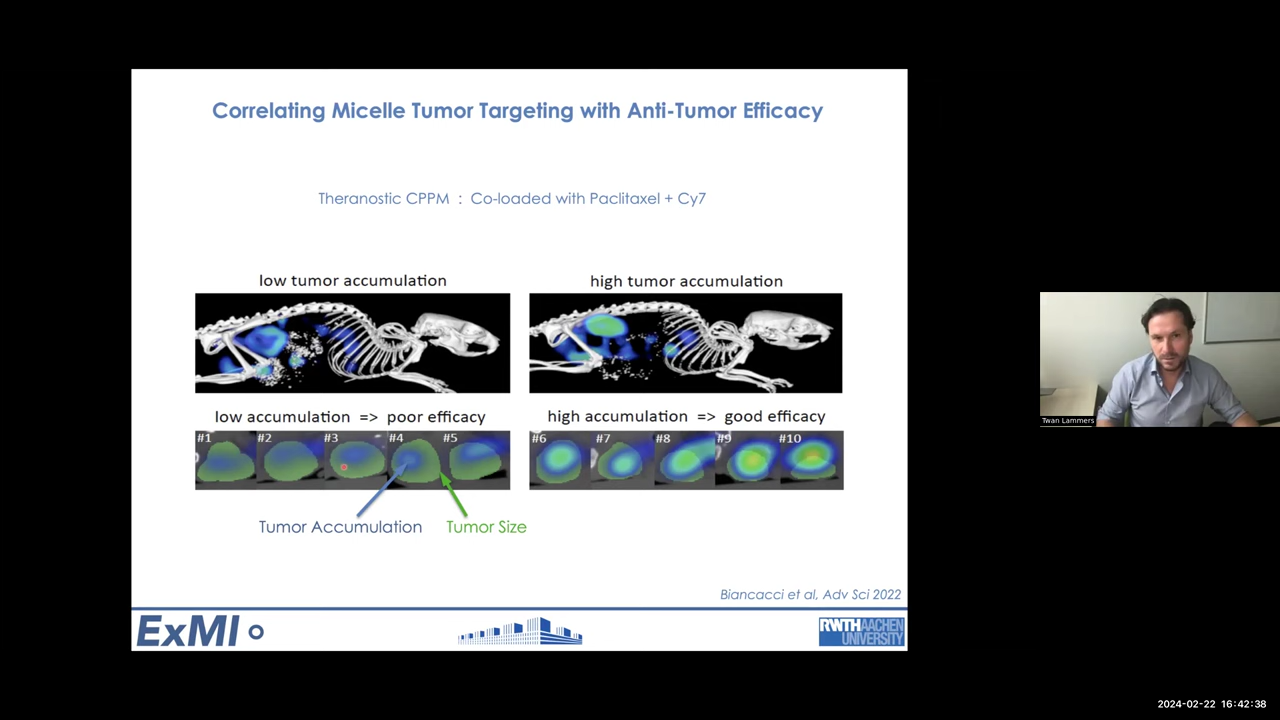 Correlating Micelle Tumor Targeting with Anti-Tumor Efficacy
Theranostic CPPM : Co-loaded with Paclitaxel + Cy7
low tumor accumulation
high tumor accumulation
low accumulation => poor efficacy
high accumulation => good efficacy
#1 #2 #3 #4 #5
#6 #7 #8 #9 #10
Tumor Accumulation
Tumor Size
Biancacci et al, Adv Sci 2022
ExMI
RWTHAACHEN
UNIVERSITY
Twan Lammers
2024-02-22 16:42:38